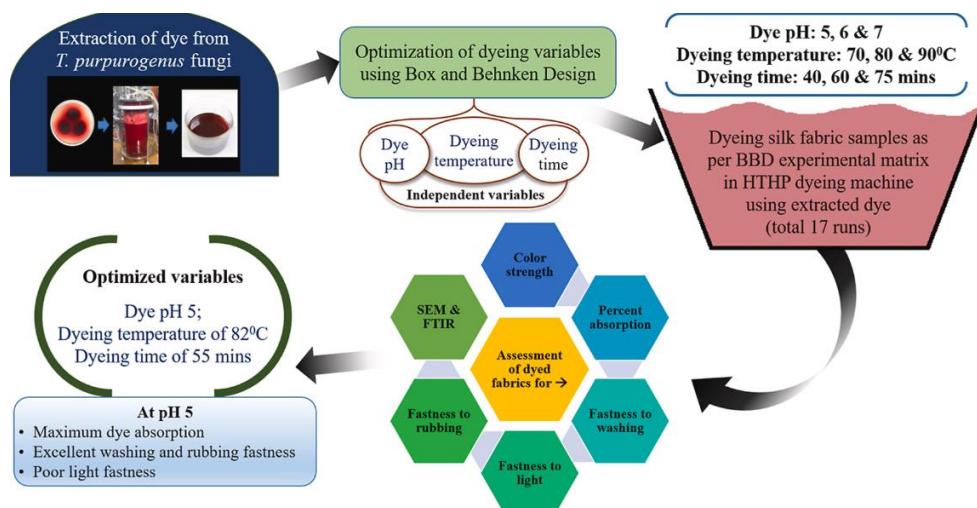 Extraction of dye from
T. purpurogenus fungi
Optimization of dyeing variables
using Box and Behnken Design
Dye
pH
Dyeing
temperature
Dyeing
time
Independent variables
Dye pH: 5, 6 & 7
Dyeing temperature: 70, 80 & 90⁰C
Dyeing time: 40, 60 & 75 mins
Dyeing silk fabric samples as
per BBD experimental matrix
in HTHP dyeing machine
using extracted dye
(total 17 runs)
Color
strength
Percent
absorption
Fastness to
washing
Fastness to
light
Fastness to
rubbing
SEM &
FTIR
Assessment
of dyed
fabrics for →
Optimized variables
Dye pH 5;
Dyeing temperature of 82⁰C
Dyeing time of 55 mins
At pH 5
• Maximum dye absorption
• Excellent washing and rubbing fastness
• Poor light fastness